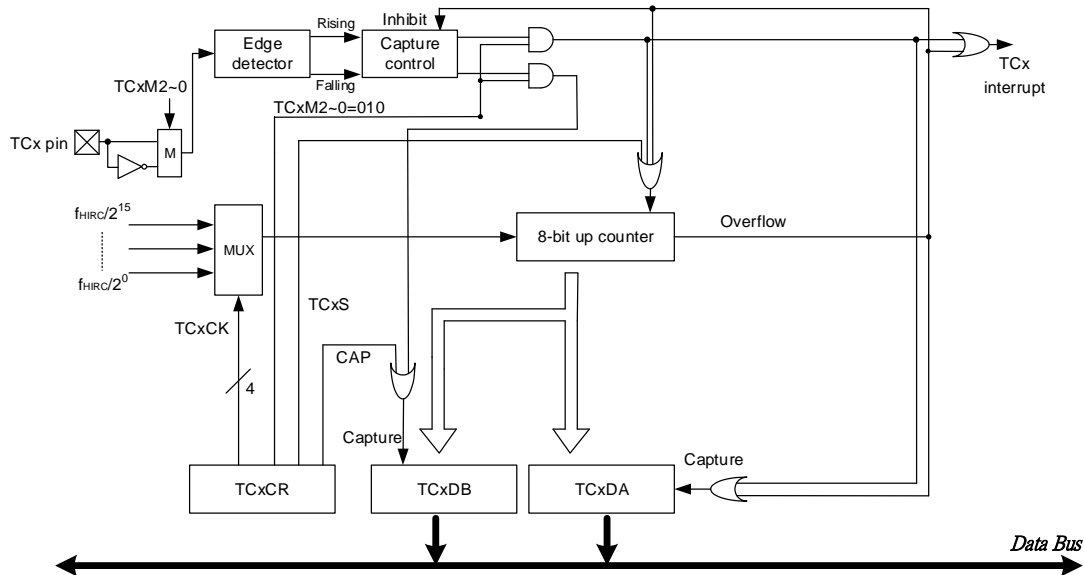 Inhibit
Rising
Edge
detector
Capture
control
Falling
TCx
interrupt
TCxM2~0
TCxM2~0=010
TCx pin
M
fHIRC/2^15
fHIRC/2^0
MUX
8-bit up counter
Overflow
TCxCK
TCxS
CAP
4
Capture
Capture
TCxCR
TCxDB
TCxDA
Data Bus